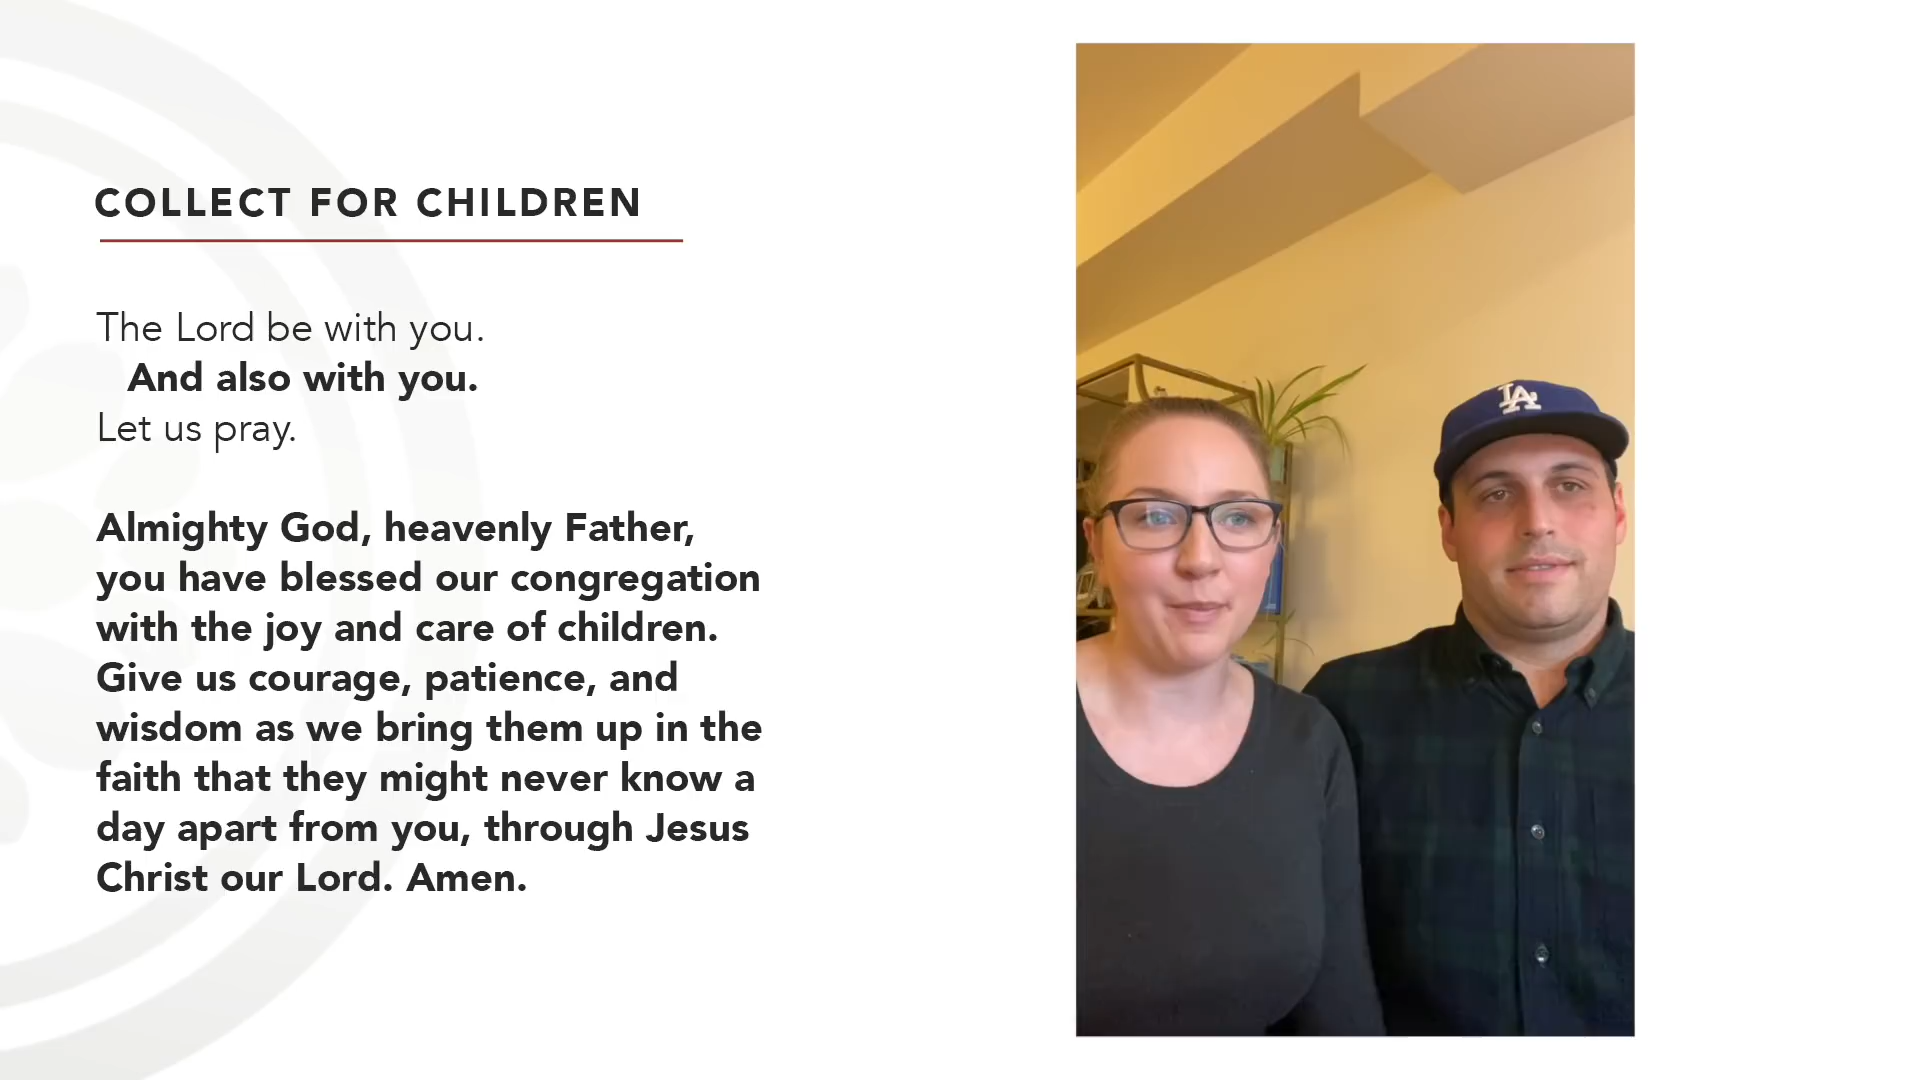 COLLECT FOR CHILDREN
The Lord be with you.
And also with you.
Let us pray.
Almighty God, heavenly Father,
you have blessed our congregation
with the joy and care of children.
Give us courage, patience, and
wisdom as we bring them up in the
faith that they might never know a
day apart from you, through Jesus
Christ our Lord. Amen.
LA